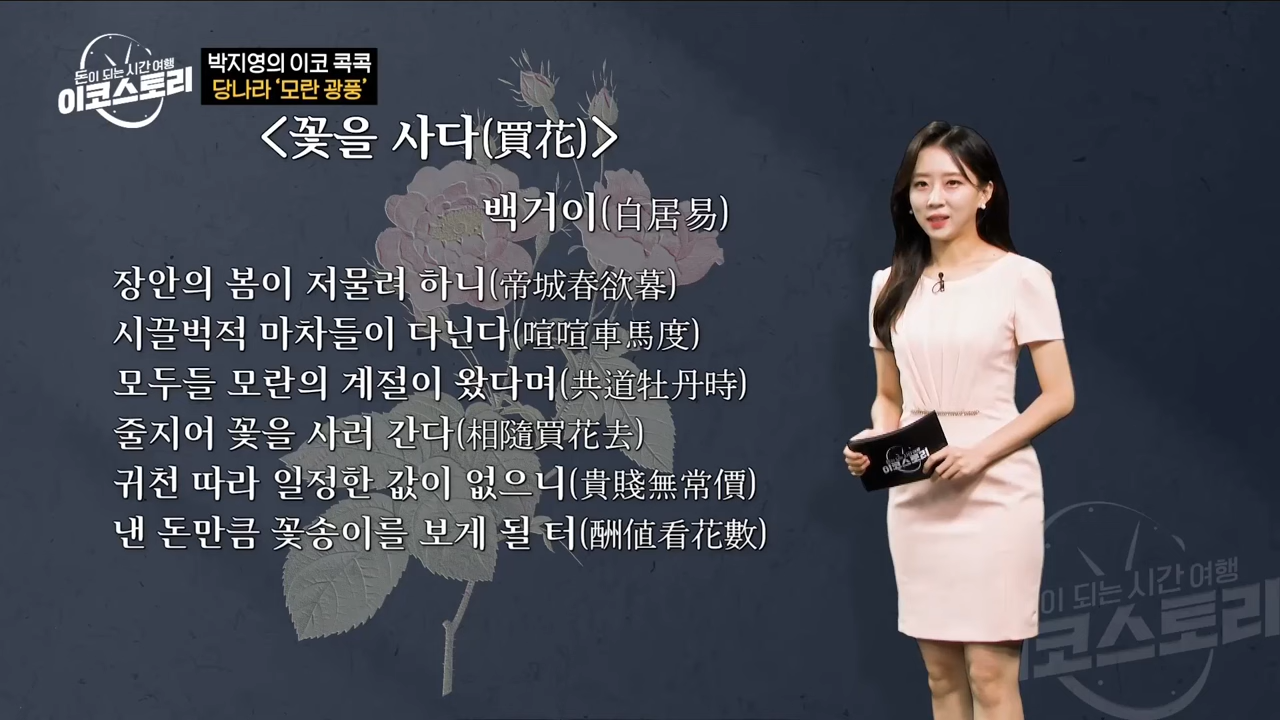 돈이 되는 시간 여행
이코스토리
박지영의 이코 콕콕
당나라 ‘모란 광풍’
<꽃을 사다(買花)>
백거이(白居易)
장안의 봄이 저물려 하니(帝城春欲暮)
시끌벅적 마차들이 다닌다(喧喧車馬度)
모두들 모란의 계절이 왔다며(共道牡丹時)
줄지어 꽃을 사러 간다(相隨買花去)
귀천 따라 일정한 값이 없으니(貴賤無常價)
낸 돈만큼 꽃송이를 보게 될 터(酬値看花數)
이코스토리
이 되는 시간 여행
코스토리